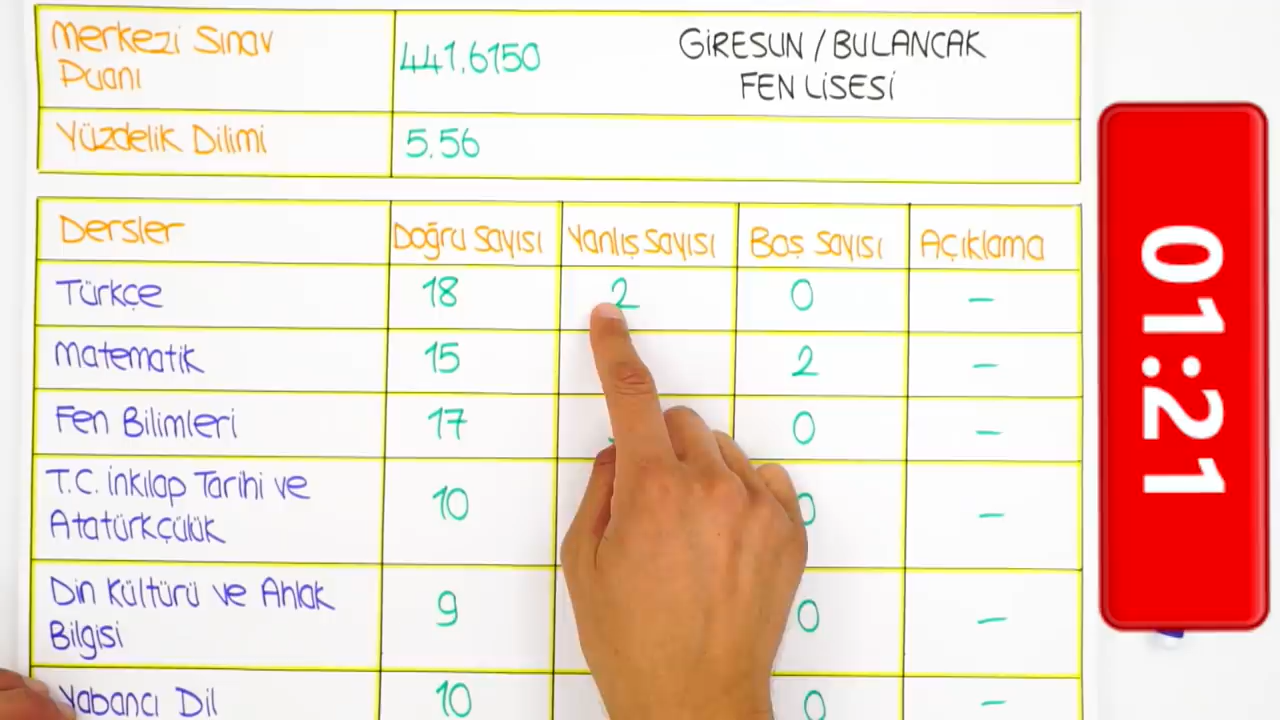 Merkezi Sınav
Puanı
441,6150
GİRESUN / BULANCAK
FEN LİSESİ
Yüzdelik Dilimi
5.56
Dersler
Doğru Sayısı
Yanlış Sayısı
Boş Sayısı
Açıklama
Türkçe
18
2
0
–
Matematik
15
2
–
Fen Bilimleri
17
0
–
T.C. İnkılap Tarihi ve
Atatürkçülük
10
0
–
Din Kültürü ve Ahlak
Bilgisi
9
0
–
Yabancı Dil
10
0
–
01:21